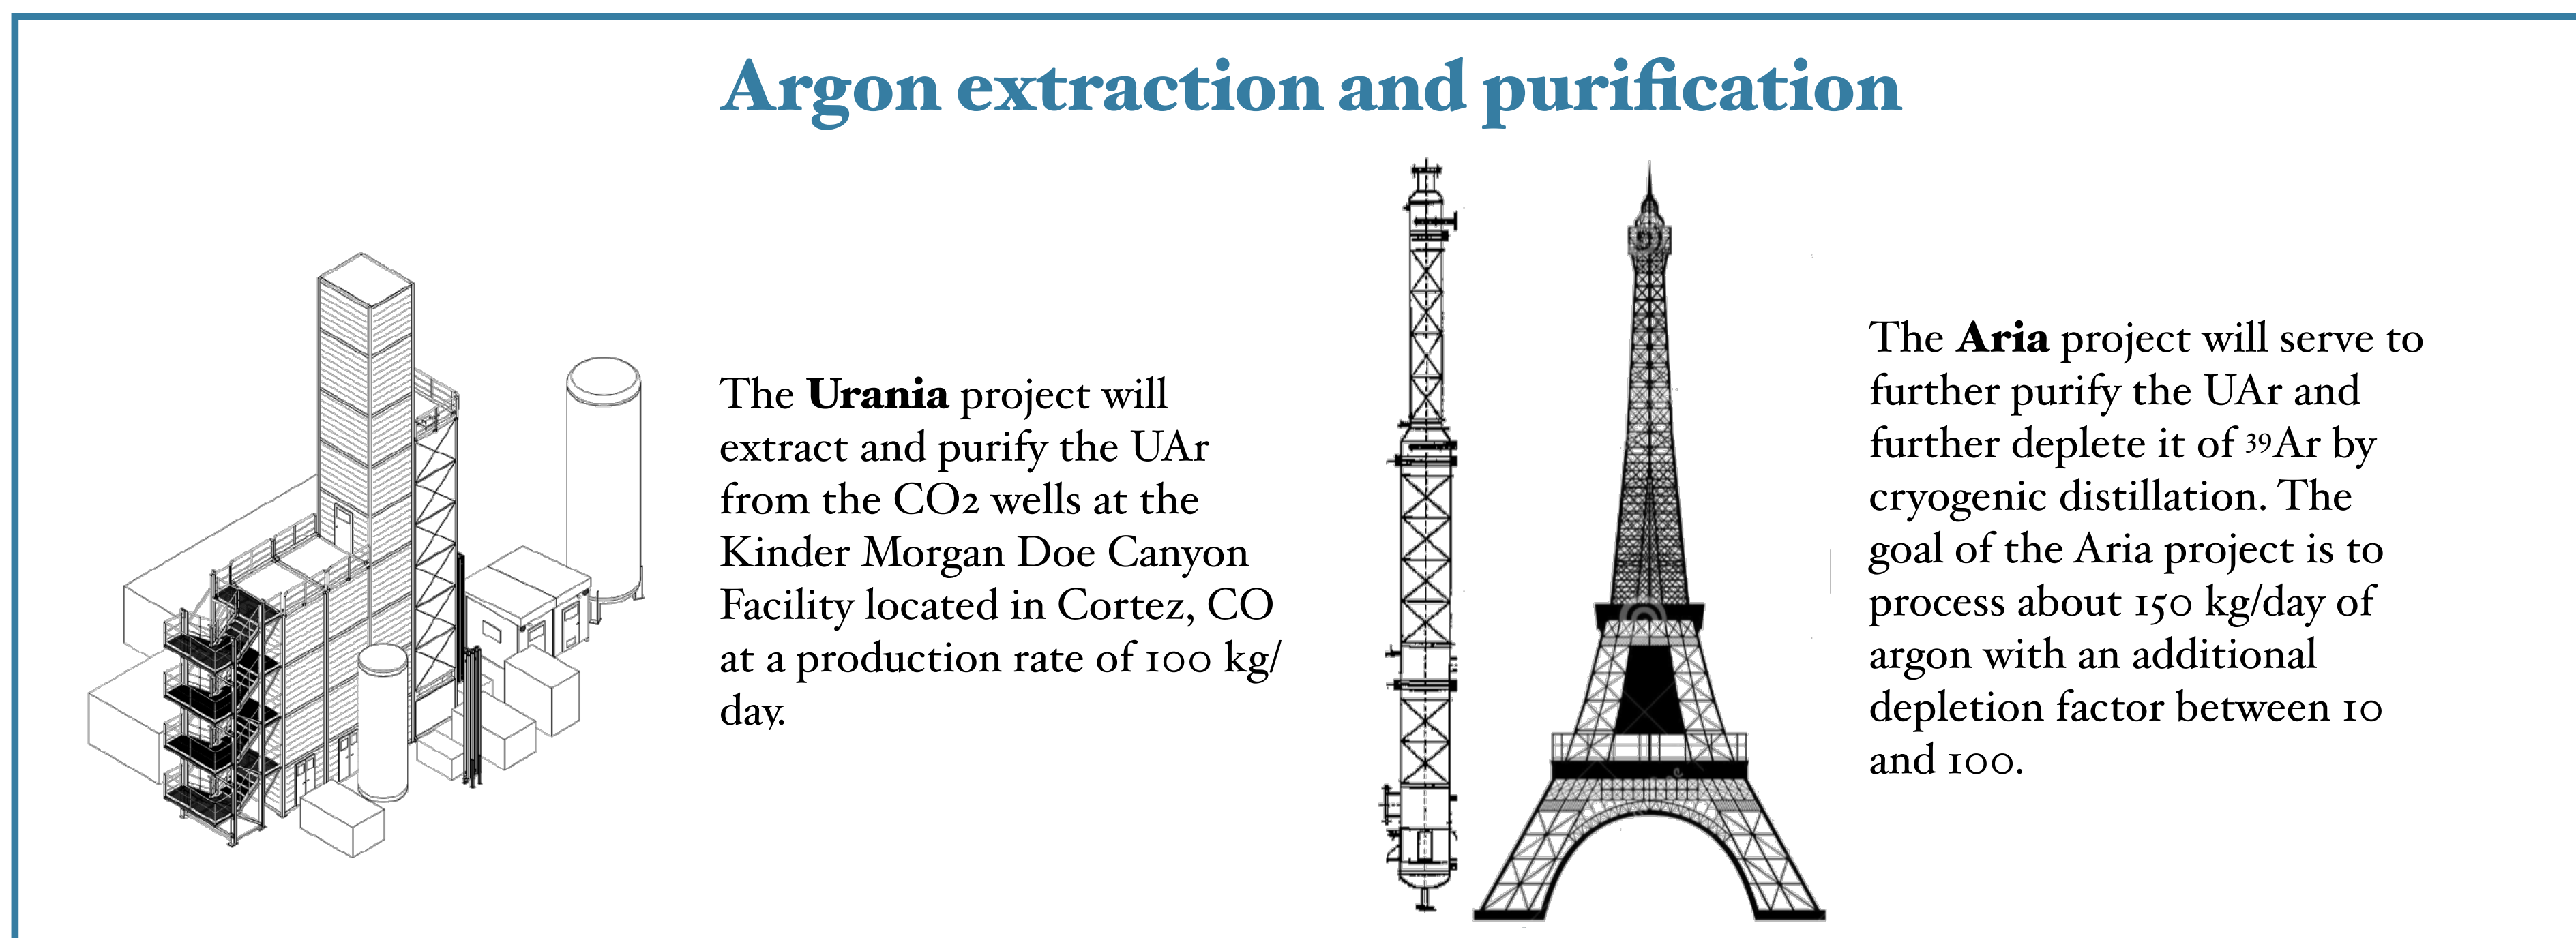 Argon extraction and purification
The Urania project will
extract and purify the UAr
from the CO2 wells at the
Kinder Morgan Doe Canyon
Facility located in Cortez, CO
at a production rate of 100 kg/
day.
The Aria project will serve to
further purify the UAr and
further deplete it of ³⁹Ar by
cryogenic distillation. The
goal of the Aria project is to
process about 150 kg/day of
argon with an additional
depletion factor between 10
and 100.